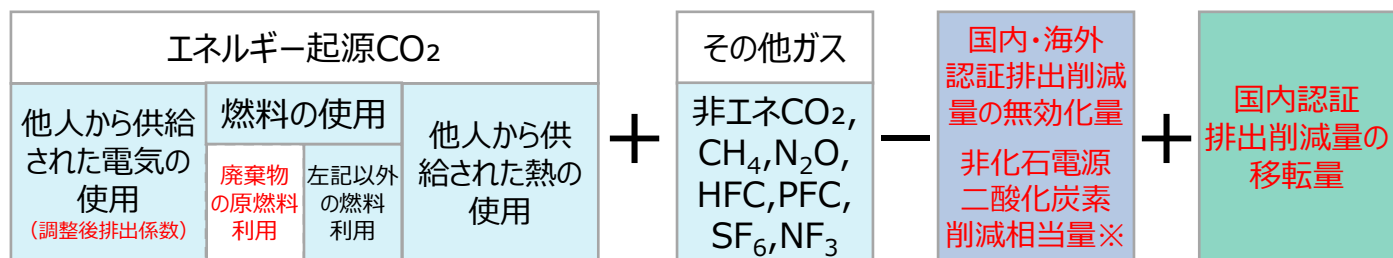 エネルギー起源CO₂
他人から供給
された電気の
使用
（調整後排出係数）
燃料の使用
廃棄物
の原燃料
利用
左記以外
の燃料
利用
他人から供
給された熱の
使用
＋
その他ガス
非エネCO₂,
CH₄,N₂O,
HFC,PFC,
SF₆,NF₃
－
国内・海外
認証排出削減
量の無効化量
非化石電源
二酸化炭素
削減相当量※
＋
国内認証
排出削減量の
移転量